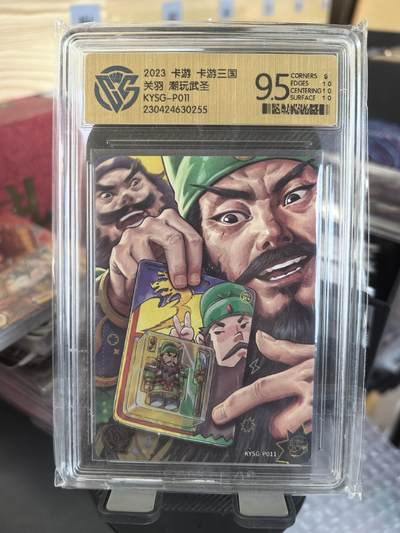 2023 卡游 卡游三国
关羽 潮玩武圣
KYSG-P011
230424630255
9.5
CORNERS 9
EDGES 10
CENTERING 10
SURFACE 10
KYSG-P011